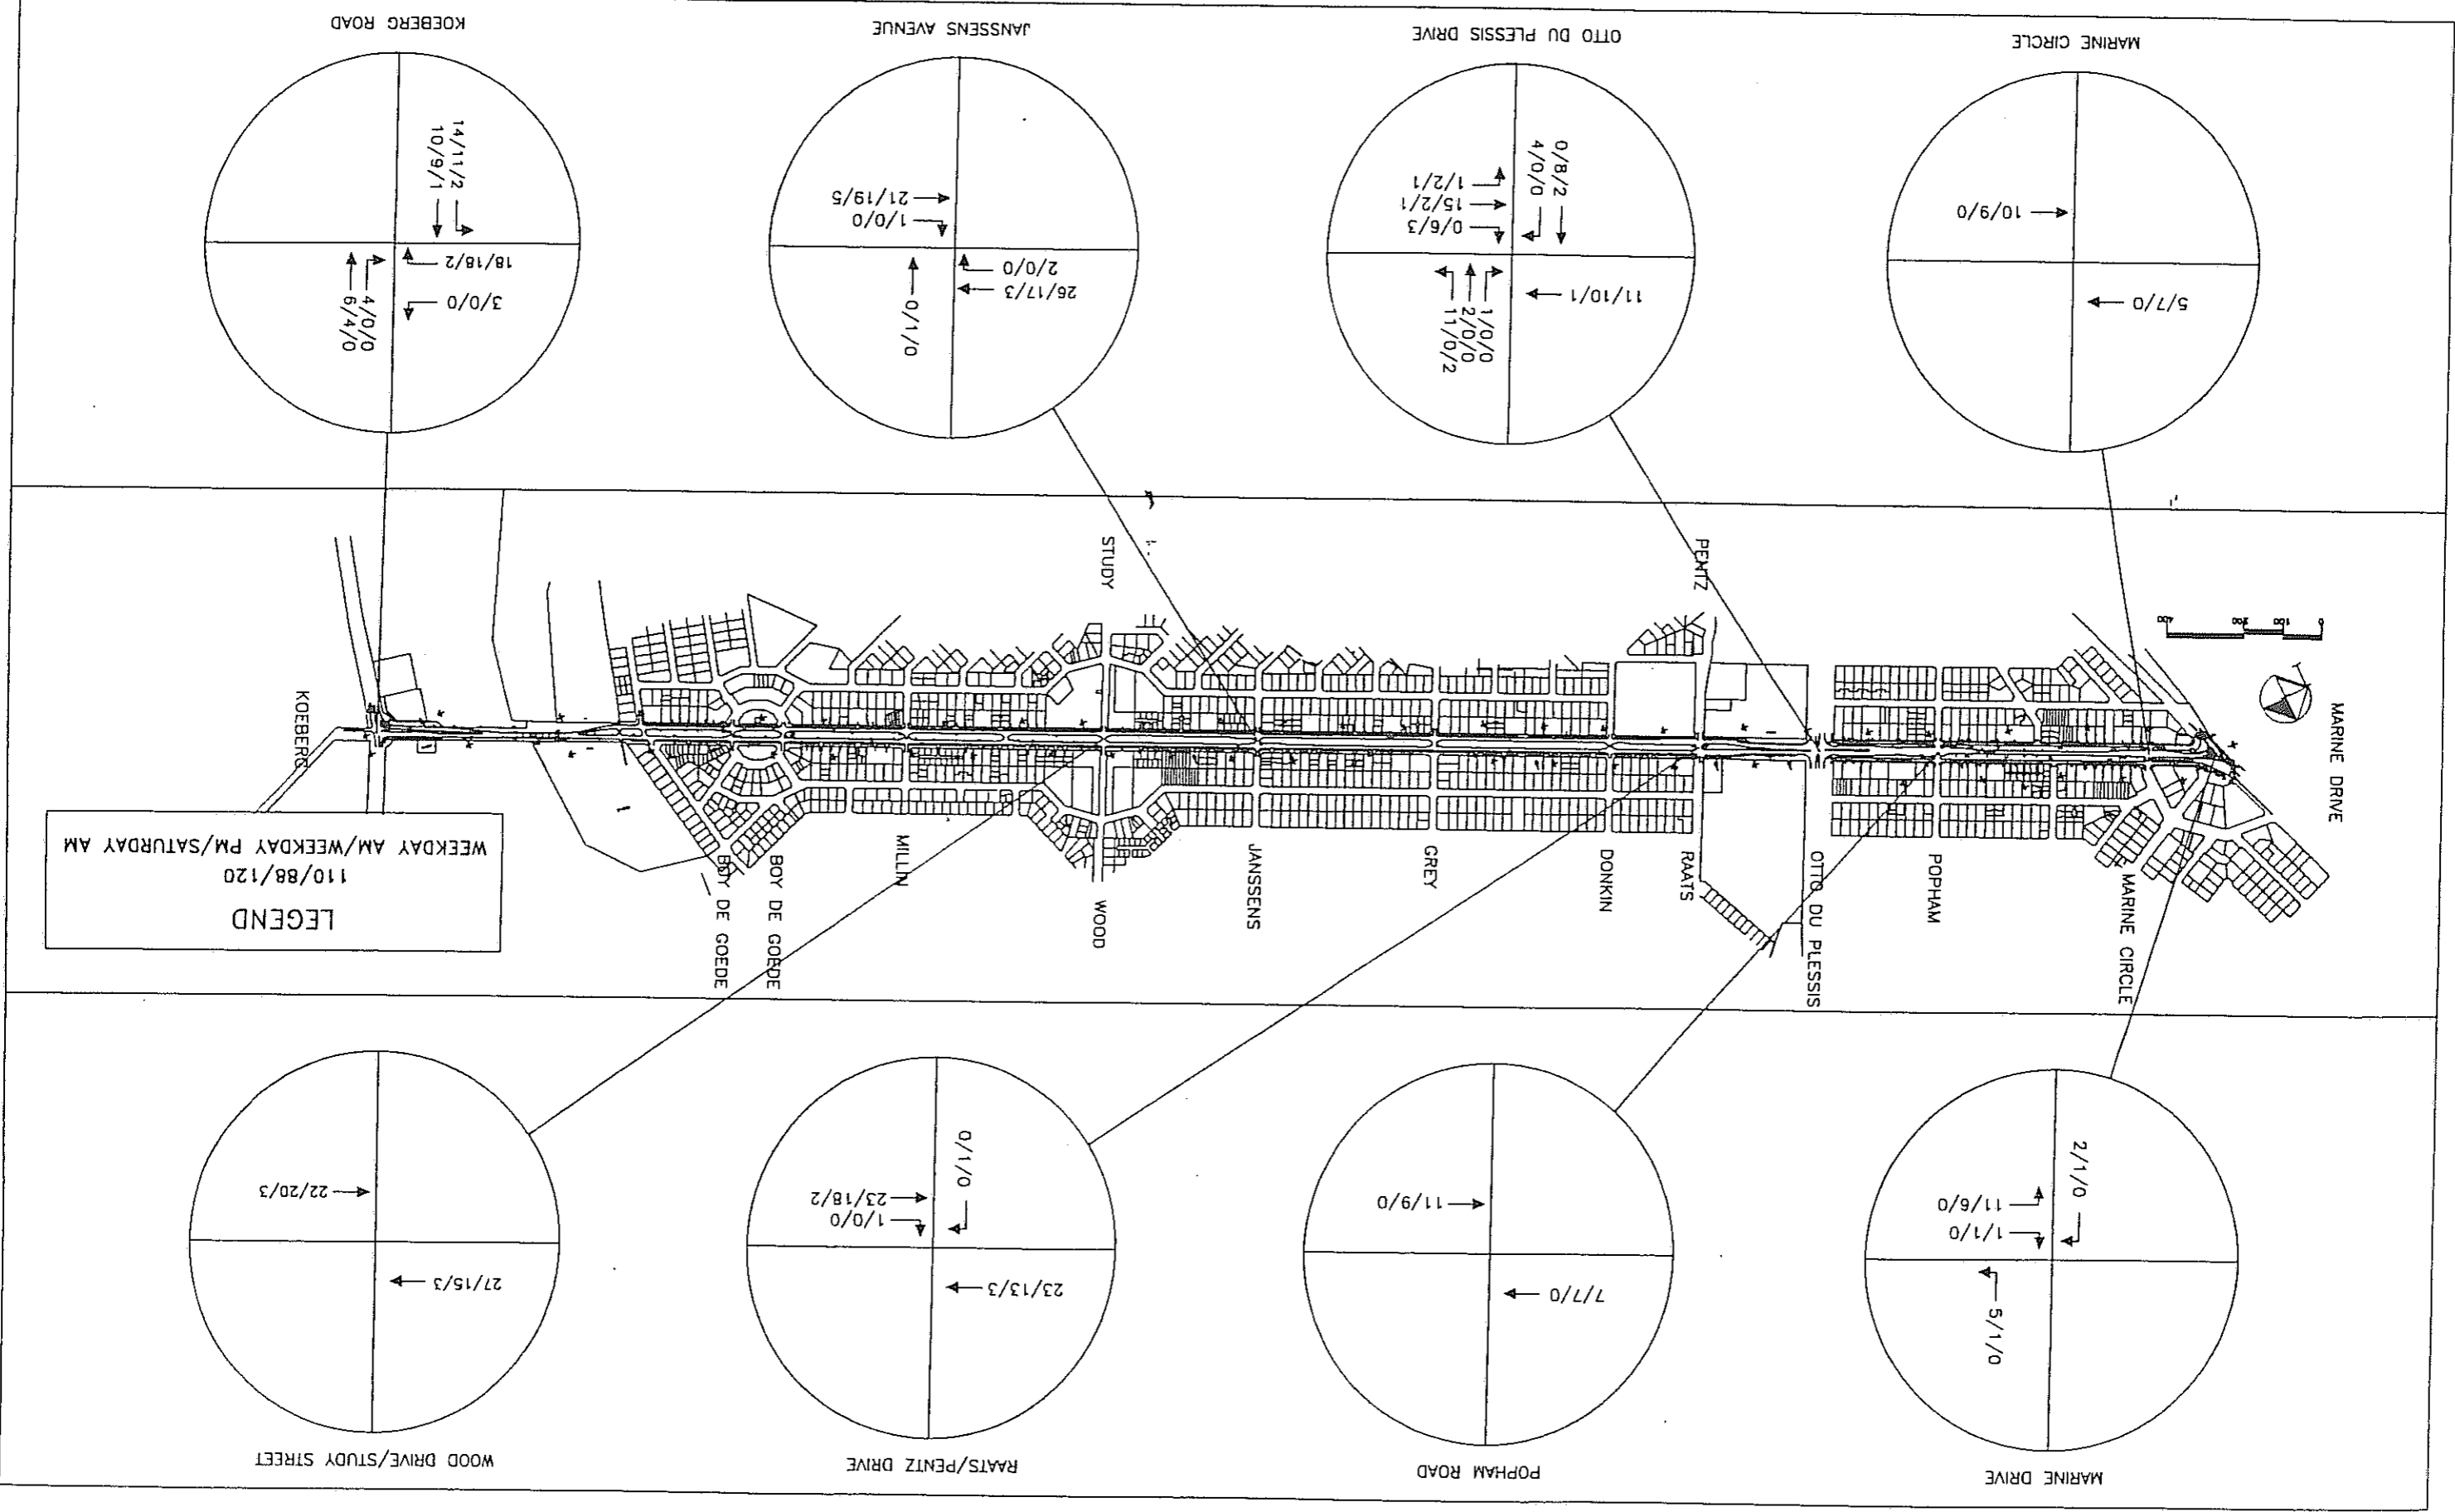 MARINE DRIVE
5/1/0
1/1/0
11/6/0
2/1/0
POPHAM ROAD
7/7/0
11/9/0
RAATS/PENTZ DRIVE
23/13/3
1/0/0
23/18/2
0/1/0
WOOD DRIVE/STUDY STREET
27/15/3
22/20/3
MARINE CIRCLE
POPHAM
OTTO DU PLESSIS
RAATS
DONKIN
GREY
JANSSENS
WOOD
MILLIN
BOY DE GOEDE
BOY DE GOEDE
LEGEND
110/88/120
WEEKDAY AM/WEEKDAY PM/SATURDAY AM
MARINE DRIVE
0 100 200 400
PENTZ
STUDY
KOEBERG
MARINE CIRCLE
5/7/0
10/9/0
OTTO DU PLESSIS DRIVE
11/10/1
1/0/0
2/0/0
11/0/2
0/6/3
15/2/1
1/2/1
4/0/0
0/8/2
JANSSENS AVENUE
26/17/3
2/0/0
0/1/0
1/0/0
21/19/5
KOEBERG ROAD
3/0/0
18/18/2
4/0/0
6/4/0
14/11/2
10/9/1